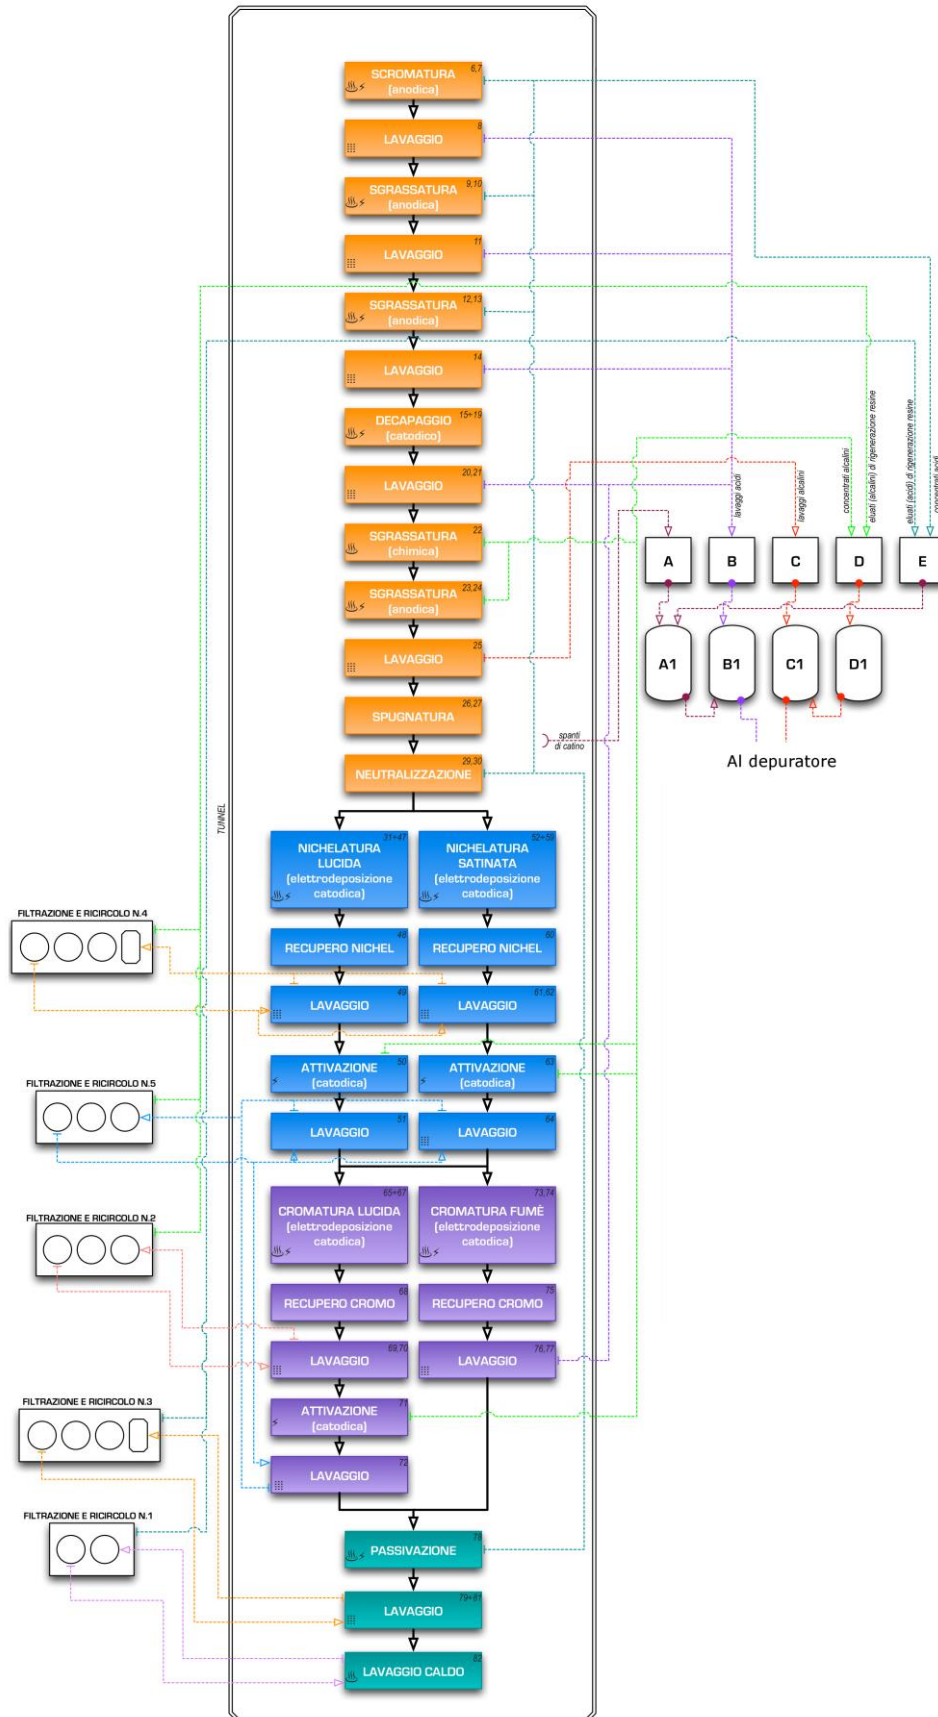 6,7
SCROMATURA
(anodica)
8
LAVAGGIO
9,10
SGRASSATURA
(anodica)
11
LAVAGGIO
12,13
SGRASSATURA
(anodica)
14
LAVAGGIO
15÷19
DECAPAGGIO
(catodico)
20,21
LAVAGGIO
22
SGRASSATURA
(chimica)
23,24
SGRASSATURA
(anodica)
25
LAVAGGIO
26,27
SPUGNATURA
29,30
NEUTRALIZZAZIONE
lavaggi acidi
lavaggi alcalini
concentrati alcalini
eluati (alcalini) di rigenerazione resine
eluati (acidi) di rigenerazione resine
concentrati acidi
A
B
C
D
E
A1
B1
C1
D1
spanti
di catino
Al depuratore
TUNNEL
31÷47
NICHELATURA
LUCIDA
(elettrodeposizione
catodica)
52÷59
NICHELATURA
SATINATA
(elettrodeposizione
catodica)
FILTRAZIONE E RICIRCOLO N.4
48
RECUPERO NICHEL
60
RECUPERO NICHEL
49
LAVAGGIO
61,62
LAVAGGIO
50
ATTIVAZIONE
(catodica)
63
ATTIVAZIONE
(catodica)
FILTRAZIONE E RICIRCOLO N.5
51
LAVAGGIO
64
LAVAGGIO
65÷67
CROMATURA LUCIDA
(elettrodeposizione
catodica)
73,74
CROMATURA FUMÈ
(elettrodeposizione
catodica)
FILTRAZIONE E RICIRCOLO N.2
68
RECUPERO CROMO
75
RECUPERO CROMO
69,70
LAVAGGIO
76,77
LAVAGGIO
FILTRAZIONE E RICIRCOLO N.3
71
ATTIVAZIONE
(catodica)
72
LAVAGGIO
FILTRAZIONE E RICIRCOLO N.1
78
PASSIVAZIONE
79÷81
LAVAGGIO
82
LAVAGGIO CALDO